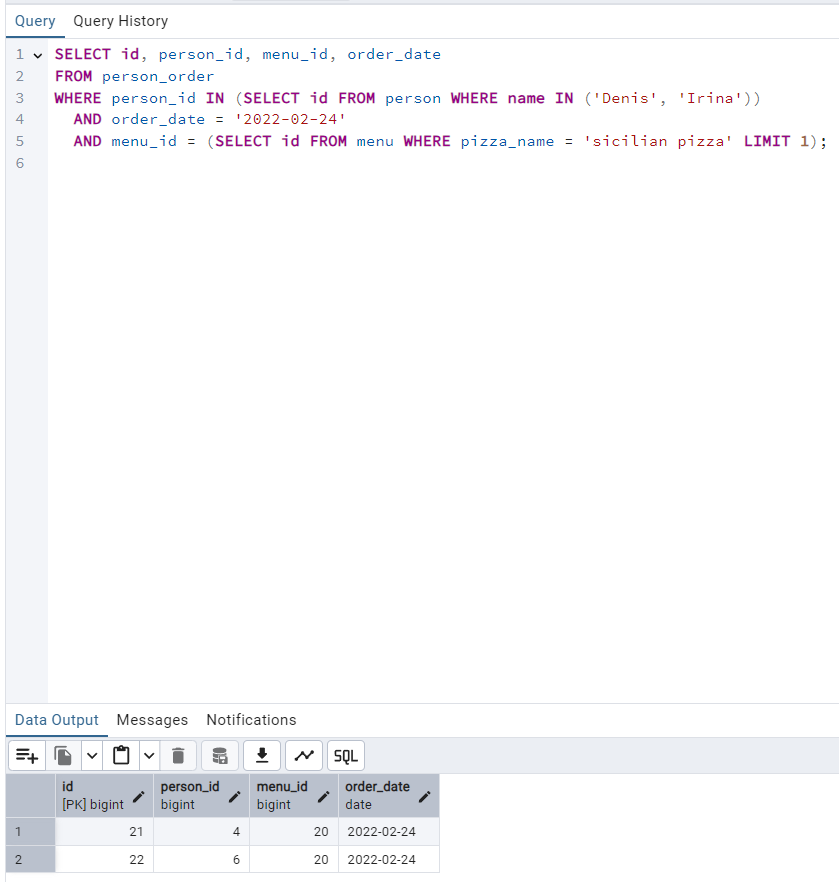 Query Query History
1 SELECT id, person_id, menu_id, order_date
2 FROM person_order
3 WHERE person_id IN (SELECT id FROM person WHERE name IN ('Denis', 'Irina'))
4 AND order_date = '2022-02-24'
5 AND menu_id = (SELECT id FROM menu WHERE pizza_name = 'sicilian pizza' LIMIT 1);
6
Data Output Messages Notifications
SQL
id person_id menu_id order_date
[PK] bigint bigint bigint date
1 21 4 20 2022-02-24
2 22 6 20 2022-02-24